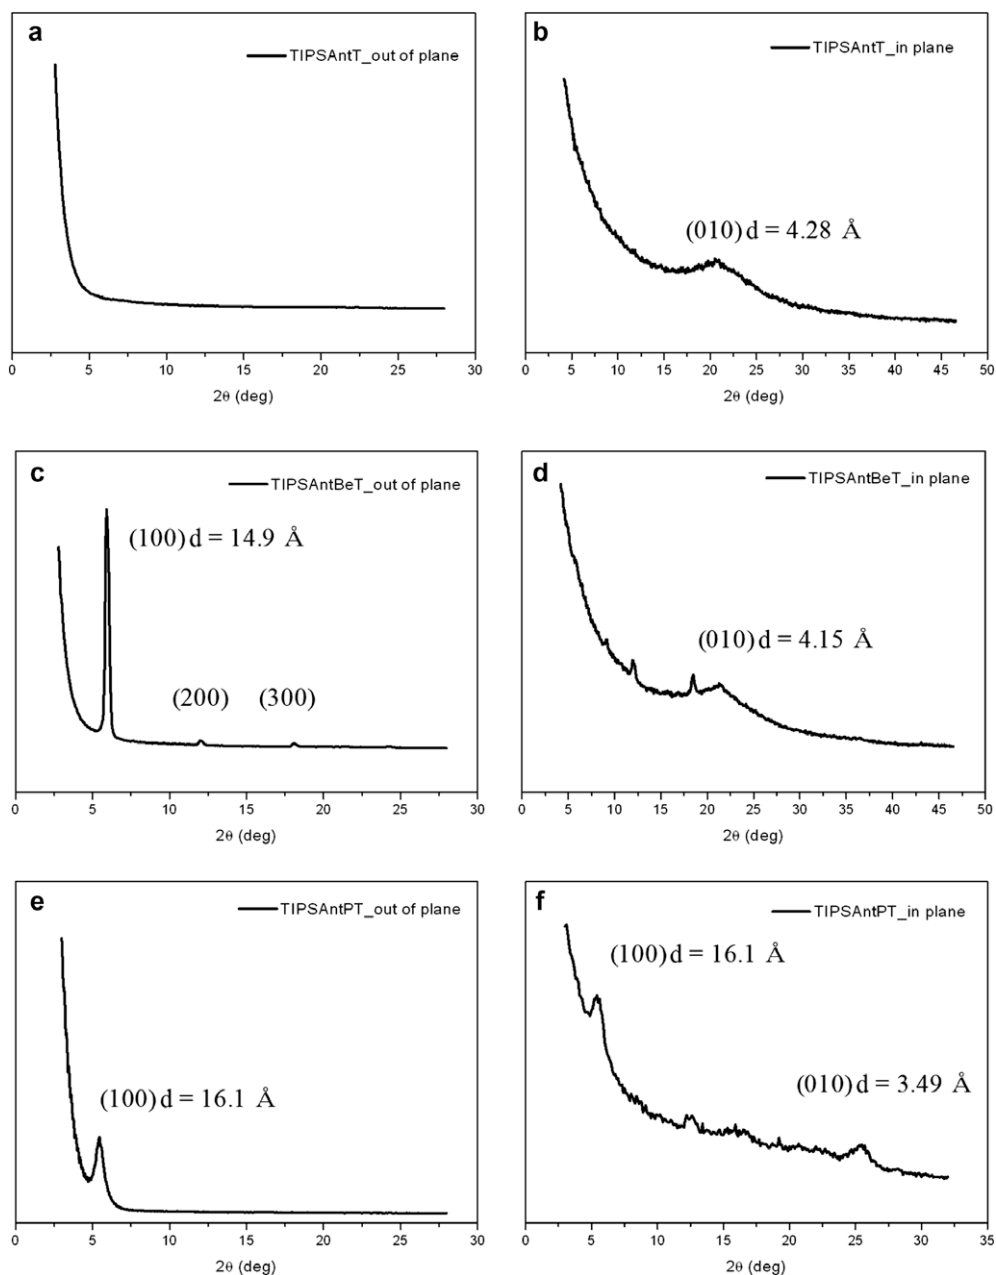 a
TIPSAntT_out of plane
0 5 10 15 20 25 30
2θ (deg)
b
TIPSAntT_in plane
(010) d = 4.28 Å
0 5 10 15 20 25 30 35 40 45 50
2θ (deg)
c
TIPSAntBeT_out of plane
(100) d = 14.9 Å
(200) (300)
0 5 10 15 20 25 30
2θ (deg)
d
TIPSAntBeT_in plane
(010) d = 4.15 Å
0 5 10 15 20 25 30 35 40 45 50
2θ (deg)
e
TIPSAntPT_out of plane
(100) d = 16.1 Å
0 5 10 15 20 25 30
2θ (deg)
f
TIPSAntPT_in plane
(100) d = 16.1 Å
(010) d = 3.49 Å
0 5 10 15 20 25 30 35
2θ (deg)